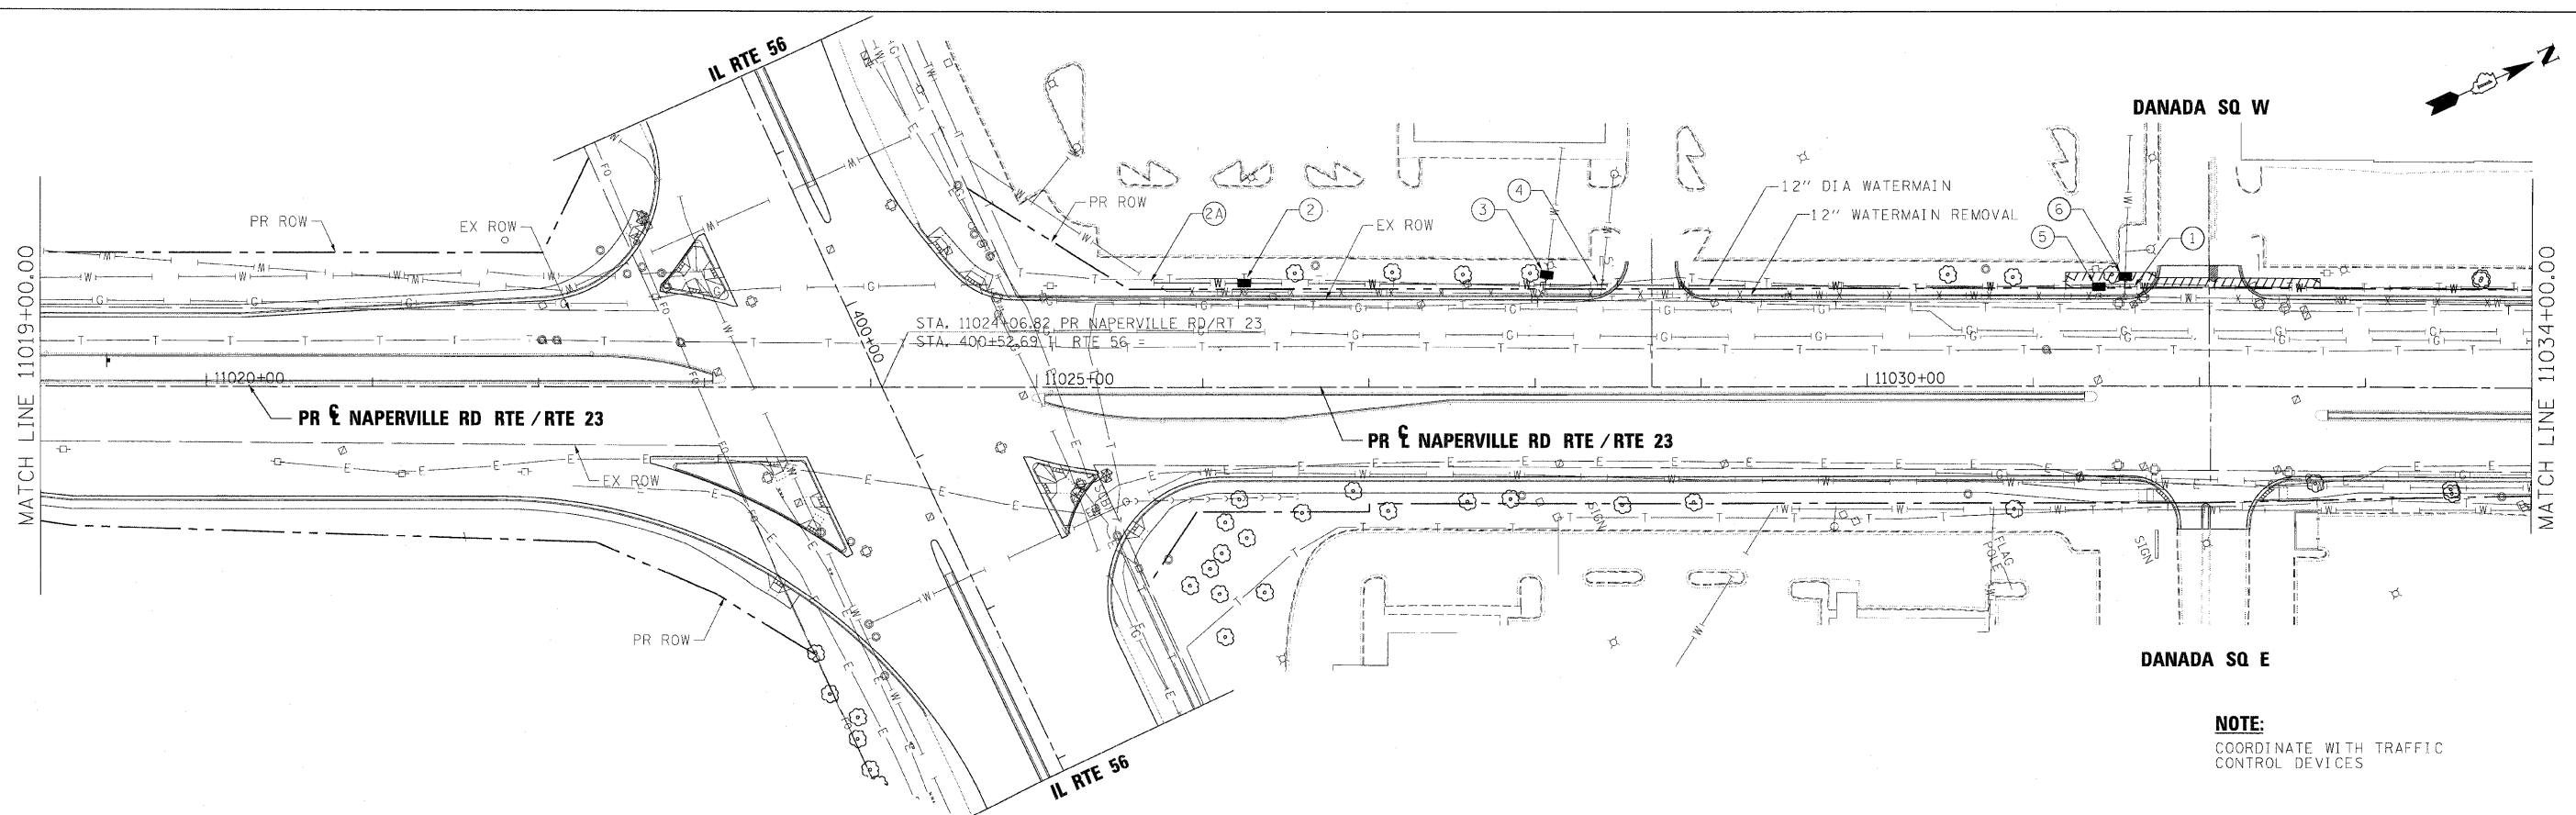 IL RTE 56
N
DANADA SQ W
PR ROW
EX ROW
PR ROW
2A
2
EX ROW
3
4
12" DIA WATERMAIN
12" WATERMAIN REMOVAL
6
5
1
MATCH LINE 11019+00.00
MATCH LINE 11034+00.00
400+00
STA. 11024+06.82 PR NAPERVILLE RD/RT 23
STA. 400+52.69 IL RTE 56 =
11020+00
11025+00
11030+00
PR ℄ NAPERVILLE RD RTE / RTE 23
PR ℄ NAPERVILLE RD RTE / RTE 23
EX ROW
SIGN
FLAG
POLE
SIGN
PR ROW
DANADA SQ E
IL RTE 56
NOTE:
COORDINATE WITH TRAFFIC
CONTROL DEVICES